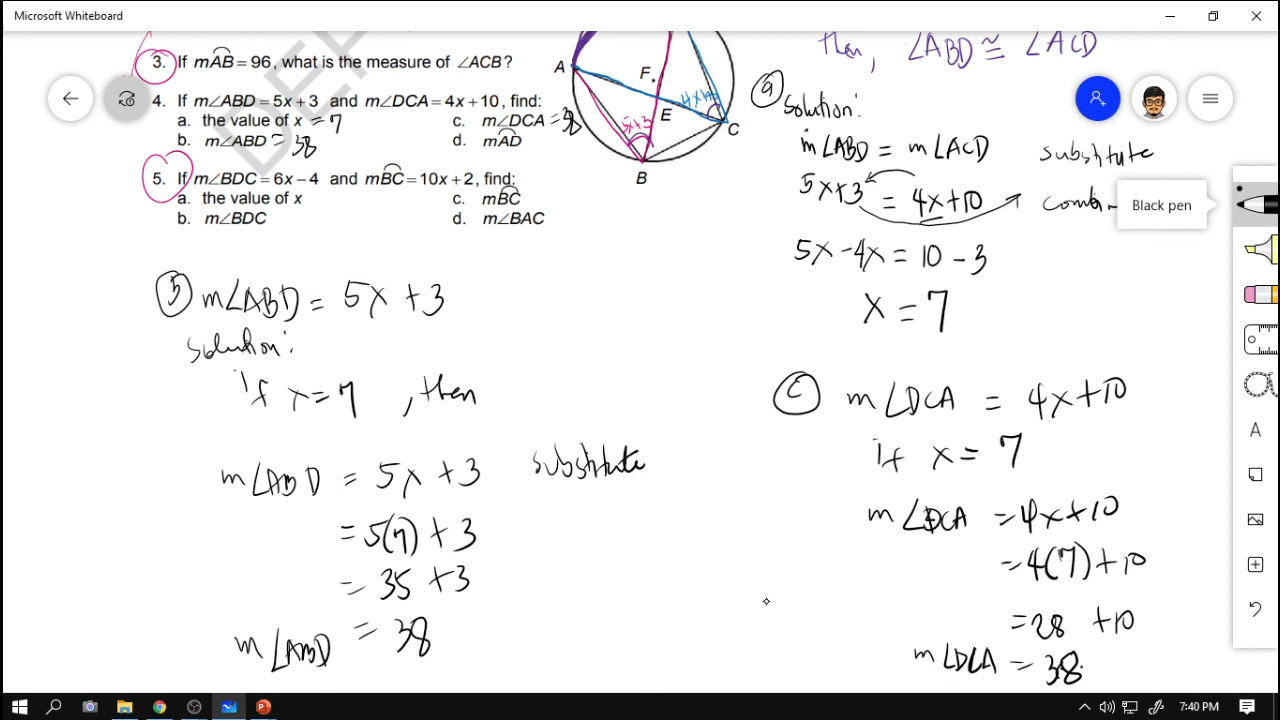 Microsoft Whiteboard
3. If mAB = 96, what is the measure of ∠ACB?
4. If m∠ABD = 5x + 3 and m∠DCA = 4x + 10, find:
a. the value of x = 7
c. m∠DCA = 38
b. m∠ABD = 38
d. mAD
5. If m∠BDC = 6x − 4 and mBC = 10x + 2, find:
a. the value of x
c. mBC
b. m∠BDC
d. m∠BAC
A
F
E
C
B
5x+3
then, ∠ABD ≅ ∠ACD
a
Solution:
m∠ABD = m∠ACD
substitute
5x+3 = 4x+10
5x - 4x = 10 - 3
x = 7
Black pen
m∠ABD = 5x + 3
solution:
if x = 7, then
m∠ABD = 5x + 3
substitute
= 5(7) + 3
= 35 + 3
m∠ABD = 38
C
m∠DCA = 4x+10
if x = 7
m∠DCA = 4x+10
= 4(7) + 10
= 28 + 10
m∠DCA = 38
A
7:40 PM